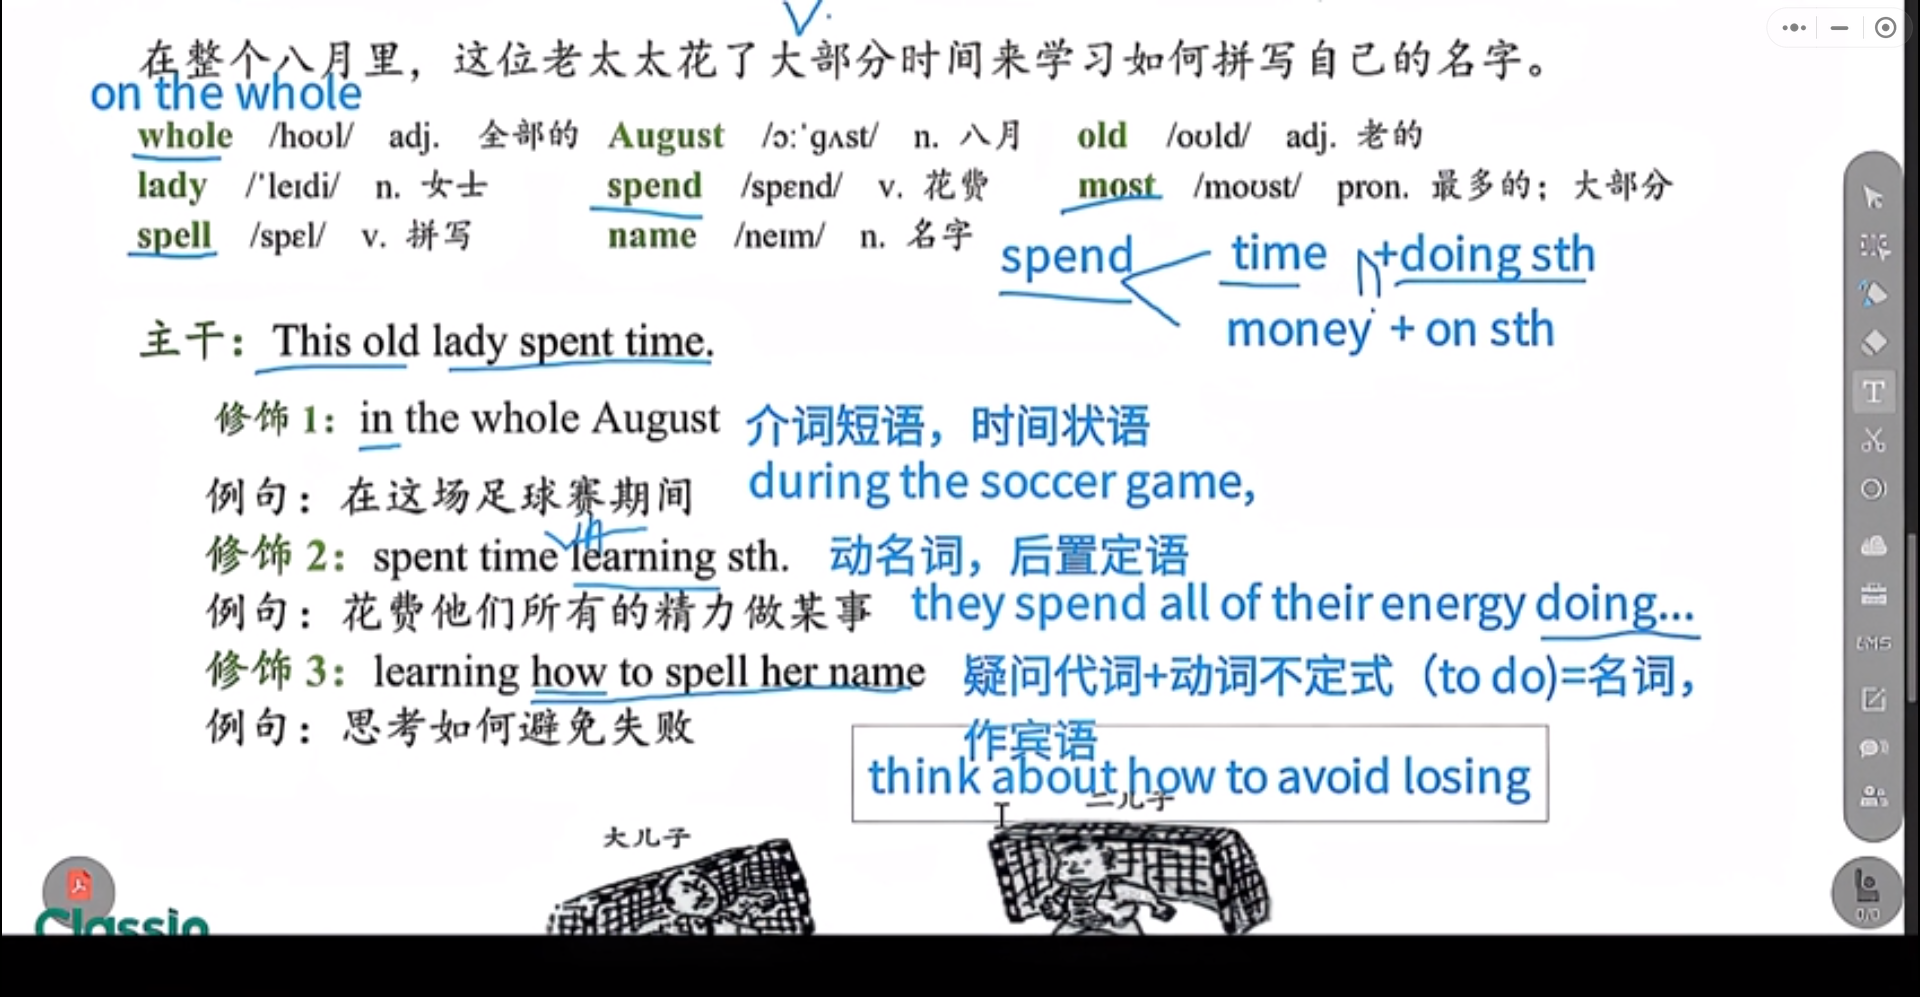 在整个八月里，这位老太太花了大部分时间来学习如何拼写自己的名字。
on the whole
whole /hoʊl/ adj. 全部的 August /ɔːˈɡʌst/ n. 八月 old /oʊld/ adj. 老的
lady /ˈleɪdi/ n. 女士 spend /spɛnd/ v. 花费 most /moʊst/ pron. 最多的；大部分
spell /spɛl/ v. 拼写 name /neɪm/ n. 名字
spend time +doing sth
money + on sth
主干：This old lady spent time.
修饰 1：in the whole August 介词短语，时间状语
例句：在这场足球赛期间 during the soccer game,
修饰 2：spent time learning sth. 动名词，后置定语
例句：花费他们所有的精力做某事 they spend all of their energy doing...
修饰 3：learning how to spell her name 疑问代词+动词不定式（to do)=名词，
作宾语
例句：思考如何避免失败
think about how to avoid losing
大儿子 二儿子
Classin
EMS
0/0